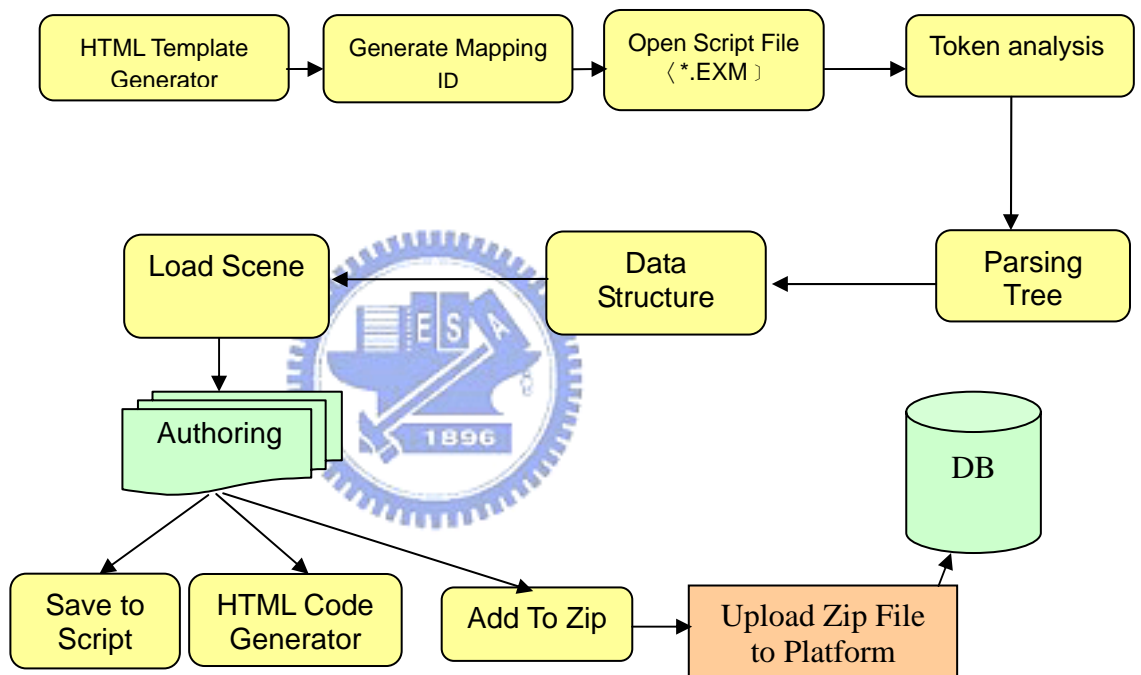 HTML Template
Generator
Generate Mapping
ID
Open Script File
〈 *.EXM 〕
Token analysis
Load Scene
Data
Structure
Parsing
Tree
E S A
1896
Authoring
DB
Save to
Script
HTML Code
Generator
Add To Zip
Upload Zip File
to Platform